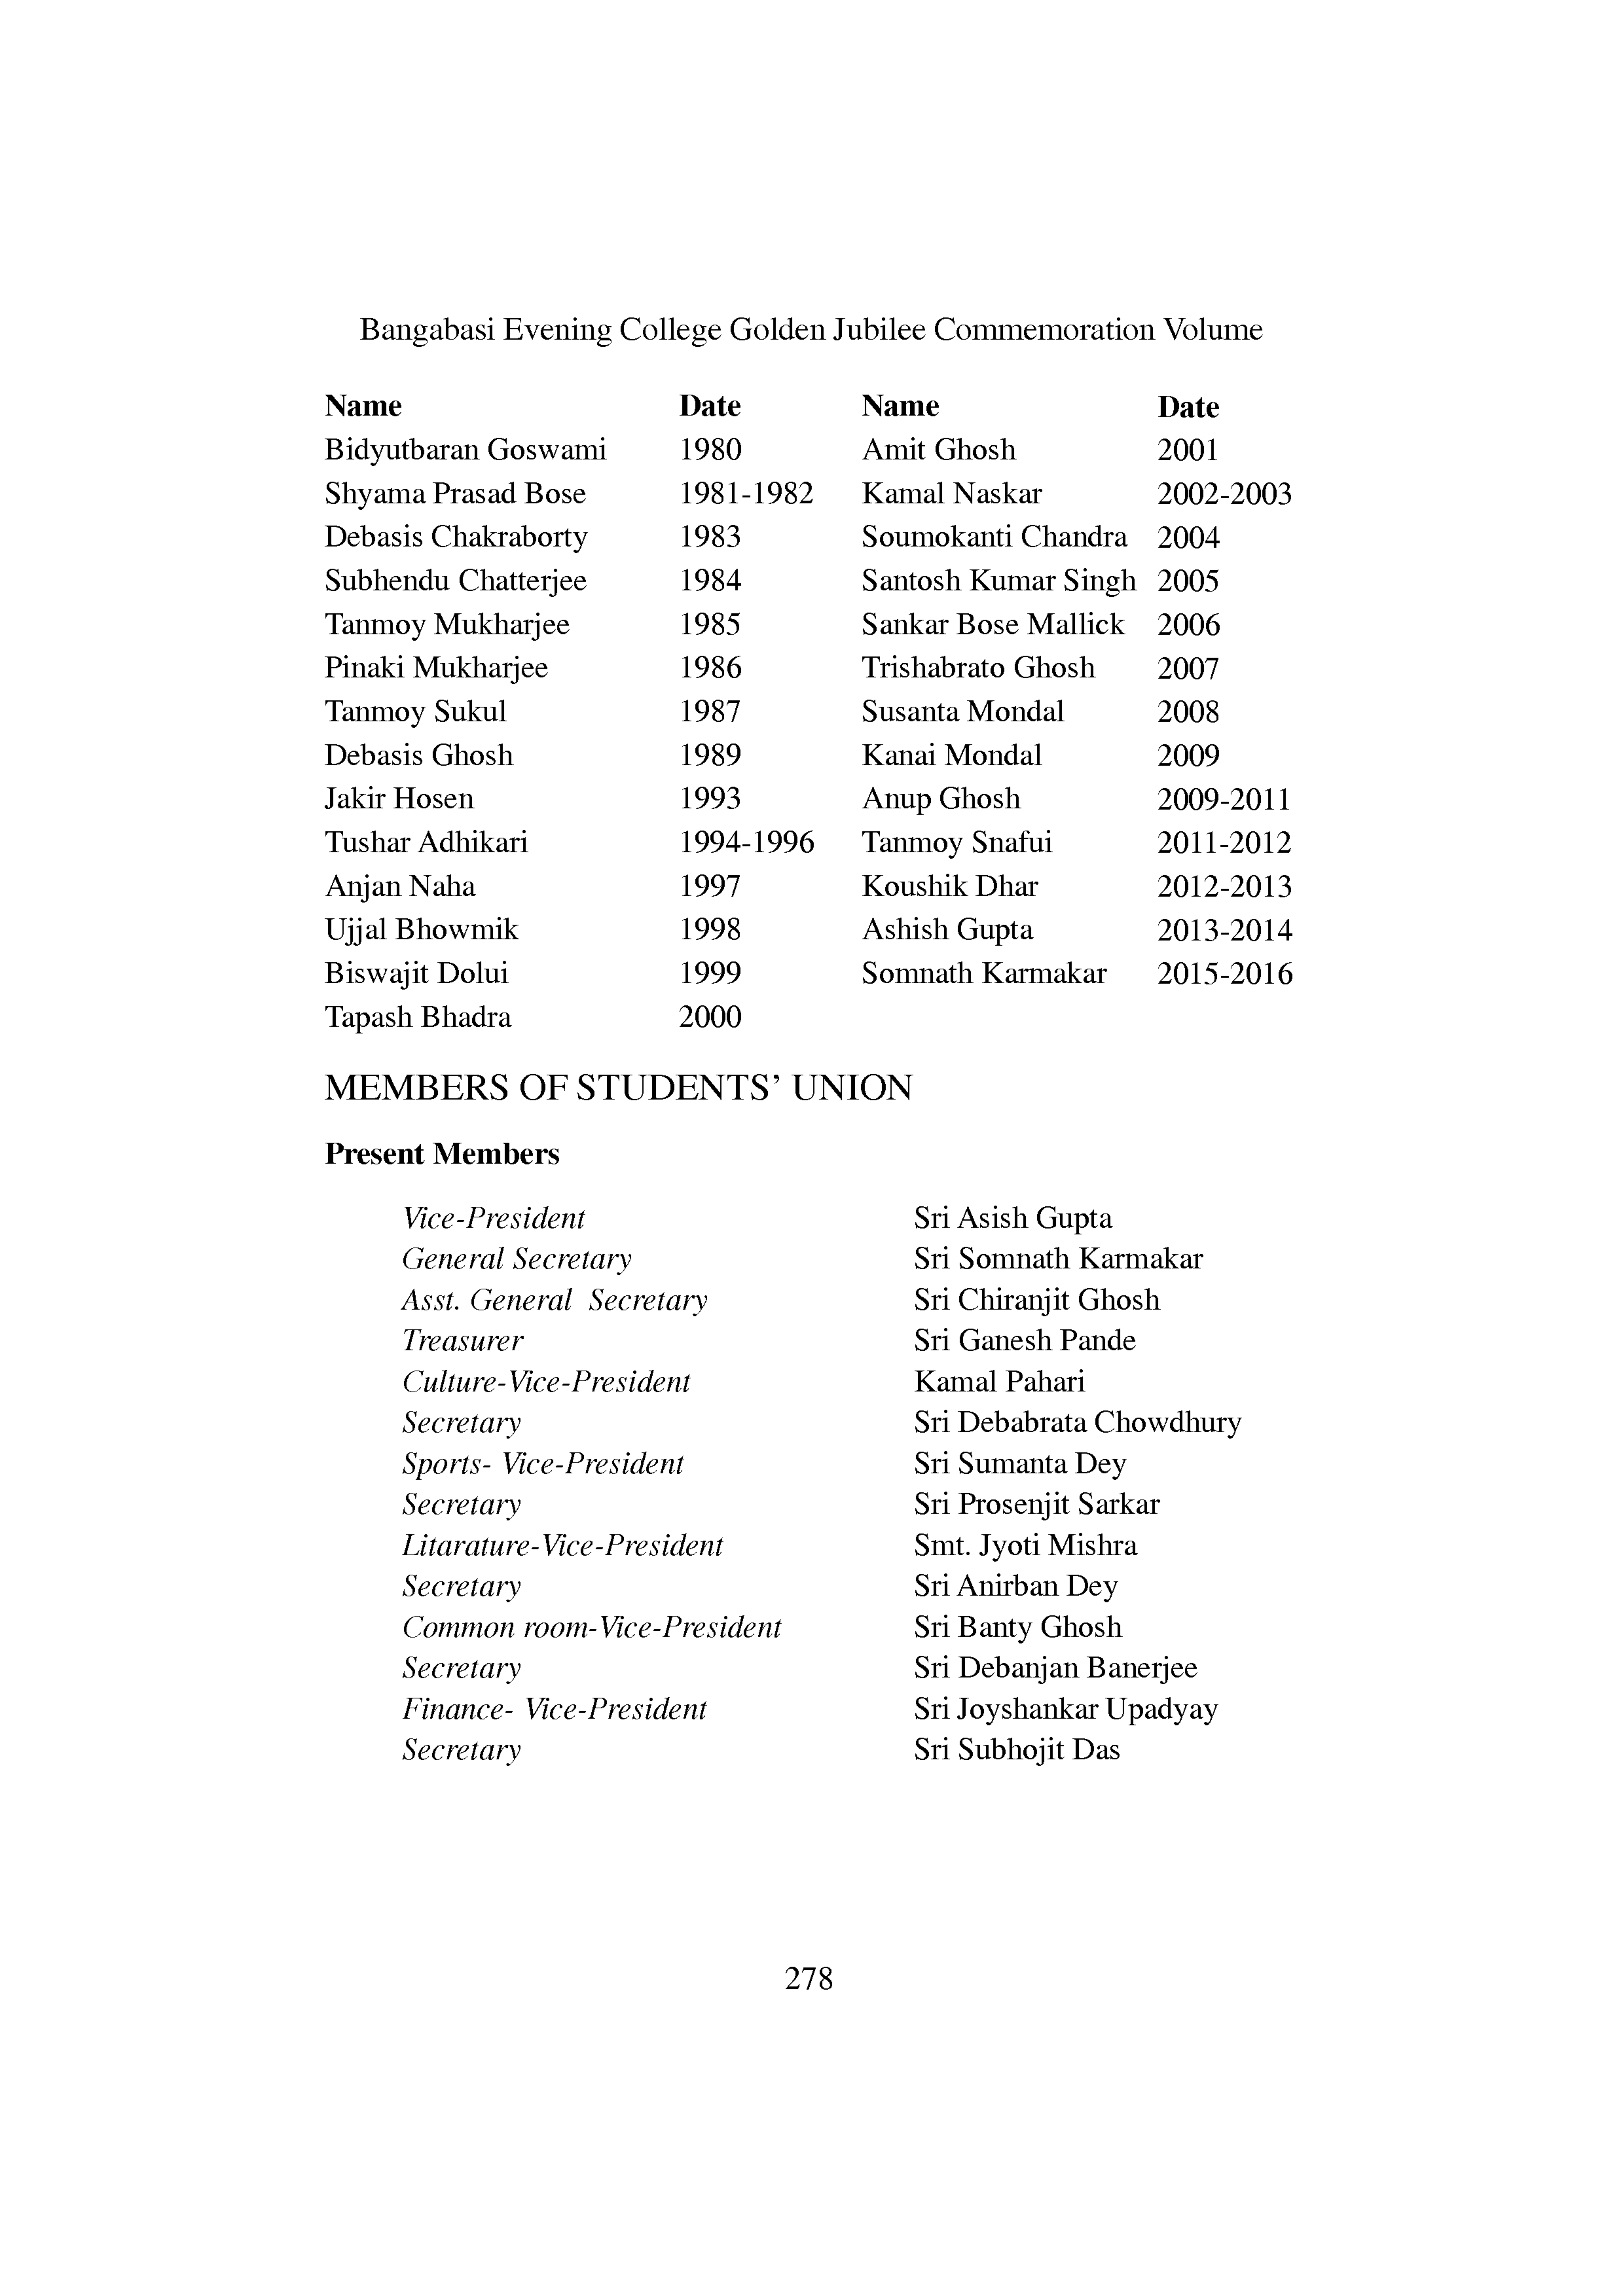 Bangabasi Evening College Golden Jubilee Commemoration Volume
Name Date Name Date
Bidyutbaran Goswami 1980 Amit Ghosh 2001
Shyama Prasad Bose 1981-1982 Kamal Naskar 2002-2003
Debasis Chakraborty 1983 Soumokanti Chandra 2004
Subhendu Chatterjee 1984 Santosh Kumar Singh 2005
Tanmoy Mukharjee 1985 Sankar Bose Mallick 2006
Pinaki Mukharjee 1986 Trishabrato Ghosh 2007
Tanmoy Sukul 1987 Susanta Mondal 2008
Debasis Ghosh 1989 Kanai Mondal 2009
Jakir Hosen 1993 Anup Ghosh 2009-2011
Tushar Adhikari 1994-1996 Tanmoy Snafui 2011-2012
Anjan Naha 1997 Koushik Dhar 2012-2013
Ujjal Bhowmik 1998 Ashish Gupta 2013-2014
Biswajit Dolui 1999 Somnath Karmakar 2015-2016
Tapash Bhadra 2000
MEMBERS OF STUDENTS’ UNION
Present Members
Vice-President Sri Asish Gupta
General Secretary Sri Somnath Karmakar
Asst. General Secretary Sri Chiranjit Ghosh
Treasurer Sri Ganesh Pande
Culture-Vice-President Kamal Pahari
Secretary Sri Debabrata Chowdhury
Sports- Vice-President Sri Sumanta Dey
Secretary Sri Prosenjit Sarkar
Litarature-Vice-President Smt. Jyoti Mishra
Secretary Sri Anirban Dey
Common room-Vice-President Sri Banty Ghosh
Secretary Sri Debanjan Banerjee
Finance- Vice-President Sri Joyshankar Upadyay
Secretary Sri Subhojit Das
278